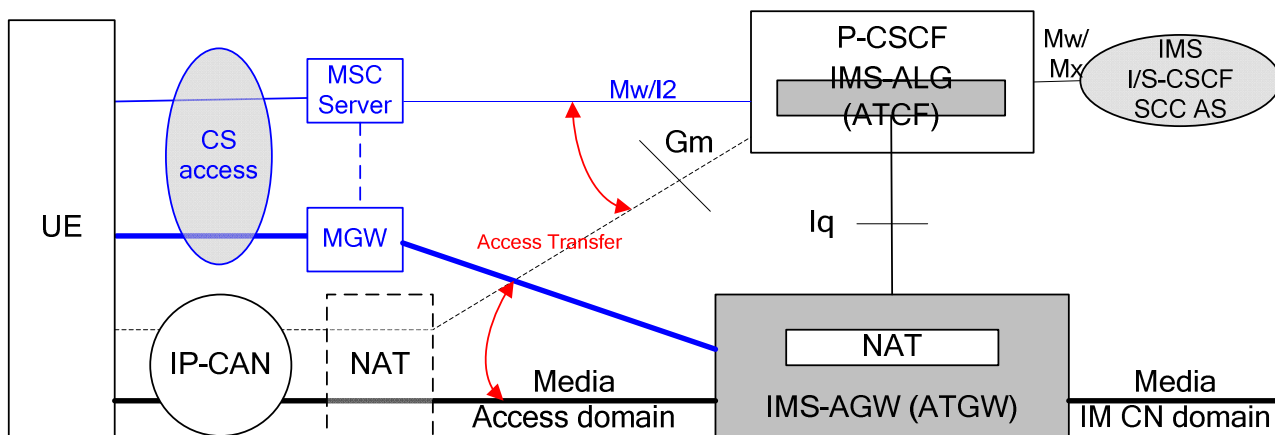 UE
CS
access
MSC
Server
MGW
Mw/I2
P-CSCF
IMS-ALG
(ATCF)
Mw/
Mx
IMS
I/S-CSCF
SCC AS
Gm
Iq
Access Transfer
IP-CAN
NAT
Media
Access domain
NAT
IMS-AGW (ATGW)
Media
IM CN domain